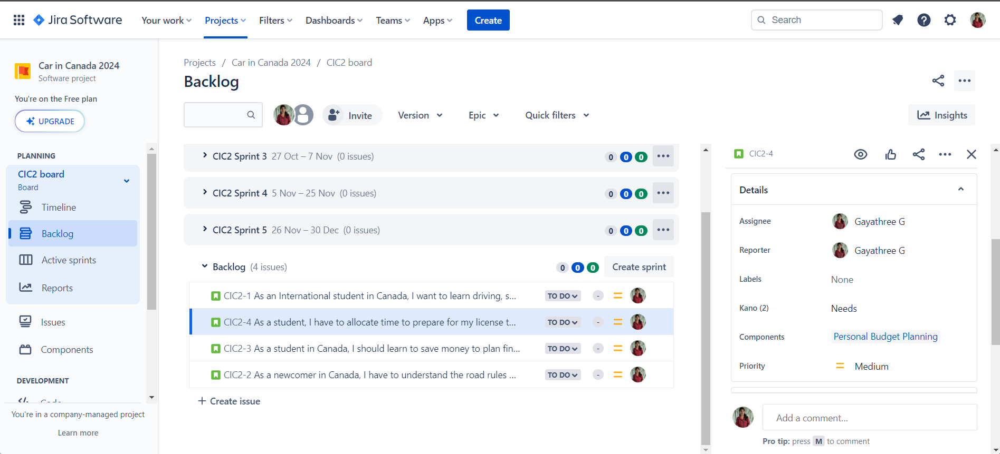 Jira Software Your work Projects Filters Dashboards Teams Apps Create Search
Car in Canada 2024
Software project
You're on the Free plan
UPGRADE
PLANNING
CIC2 board
Board
Timeline
Backlog
Active sprints
Reports
Issues
Components
DEVELOPMENT
Code
You're in a company-managed project
Learn more
Projects / Car in Canada 2024 / CIC2 board
Backlog
Invite Version Epic Quick filters Insights
CIC2 Sprint 3 27 Oct – 7 Nov (0 issues) 0 0 0
CIC2 Sprint 4 5 Nov – 25 Nov (0 issues) 0 0 0
CIC2 Sprint 5 26 Nov – 30 Dec (0 issues) 0 0 0
Backlog (4 issues) 0 0 0 Create sprint
CIC2-1 As an International student in Canada, I want to learn driving, s... TO DO -
CIC2-4 As a student, I have to allocate time to prepare for my license t... TO DO -
CIC2-3 As a student in Canada, I should learn to save money to plan fin... TO DO -
CIC2-2 As a newcomer in Canada, I have to understand the road rules ... TO DO -
+ Create issue
CIC2-4
Details
Assignee Gayathree G
Reporter Gayathree G
Labels None
Kano (2) Needs
Components Personal Budget Planning
Priority Medium
Add a comment...
Pro tip: press M to comment